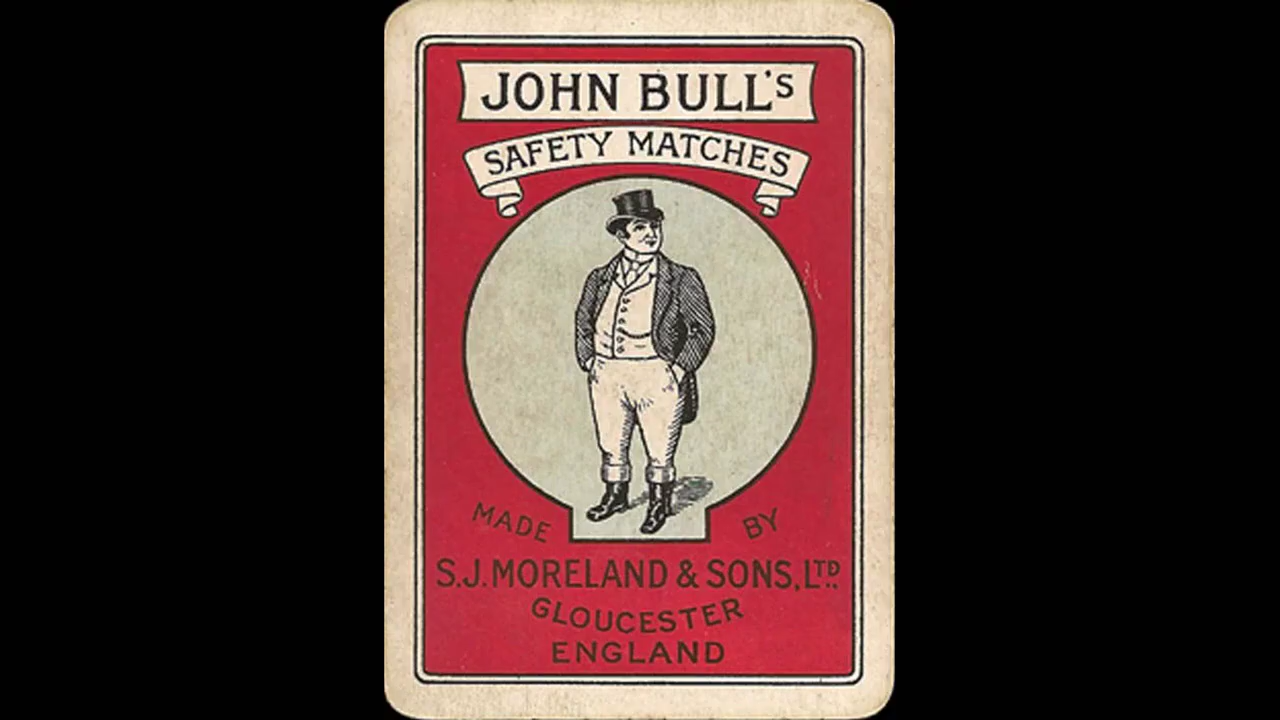 JOHN BULL's
SAFETY MATCHES
MADE BY
S.J. MORELAND & SONS, LTD.
GLOUCESTER
ENGLAND